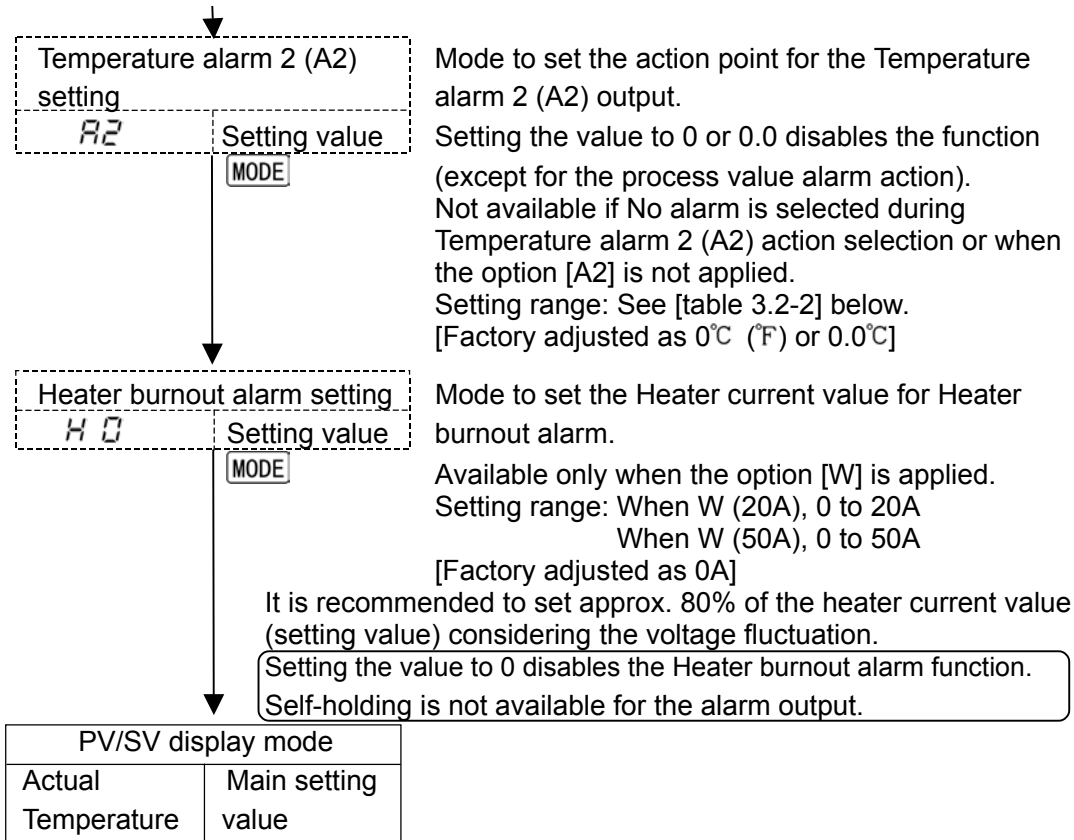 Temperature alarm 2 (A2)
setting
A2 Setting value
MODE
Mode to set the action point for the Temperature
alarm 2 (A2) output.
Setting the value to 0 or 0.0 disables the function
(except for the process value alarm action).
Not available if No alarm is selected during
Temperature alarm 2 (A2) action selection or when
the option [A2] is not applied.
Setting range: See [table 3.2-2] below.
[Factory adjusted as 0℃ (℉) or 0.0℃]
Heater burnout alarm setting
H 0 Setting value
MODE
Mode to set the Heater current value for Heater
burnout alarm.
Available only when the option [W] is applied.
Setting range: When W (20A), 0 to 20A
When W (50A), 0 to 50A
[Factory adjusted as 0A]
It is recommended to set approx. 80% of the heater current value
(setting value) considering the voltage fluctuation.
Setting the value to 0 disables the Heater burnout alarm function.
Self-holding is not available for the alarm output.
PV/SV display mode
Actual Main setting
Temperature value